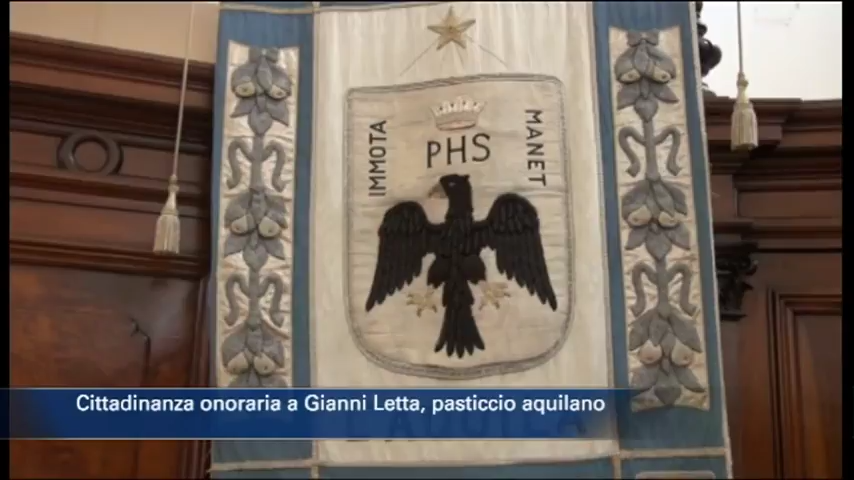 IMMOTA
PHS
MANET
Cittadinanza onoraria a Gianni Letta, pasticcio aquilano